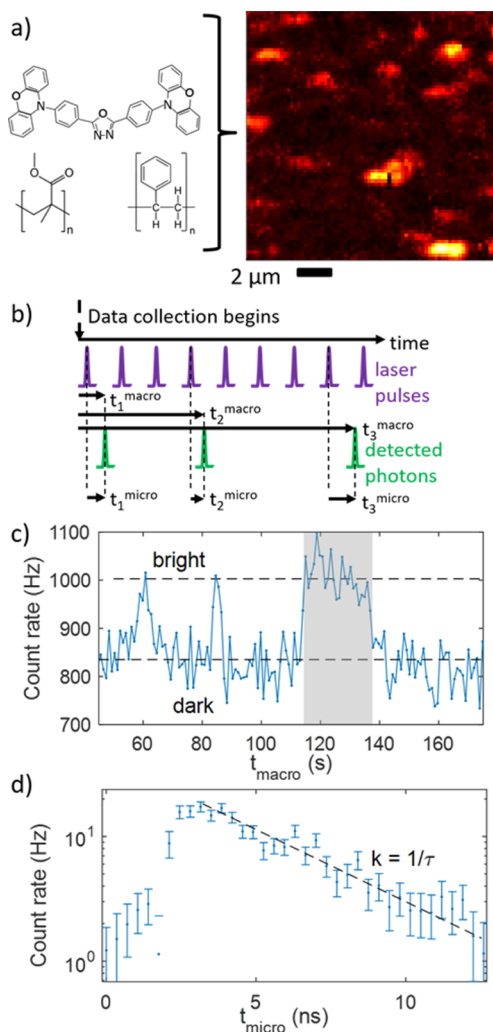 a)
O
N
O
N
O
N-N
O
O
n
H
H
H
n
2 μm
b)
Data collection begins
time
laser
pulses
t₁ᵐᵃᶜʳᵒ
t₂ᵐᵃᶜʳᵒ
t₃ᵐᵃᶜʳᵒ
detected
photons
t₁ᵐⁱᶜʳᵒ
t₂ᵐⁱᶜʳᵒ
t₃ᵐⁱᶜʳᵒ
c)
1100
1000
900
800
700
Count rate (Hz)
bright
dark
60
80
100
120
140
160
t_macro (s)
d)
10¹
10⁰
Count rate (Hz)
k = 1/τ
0
5
10
t_micro (ns)